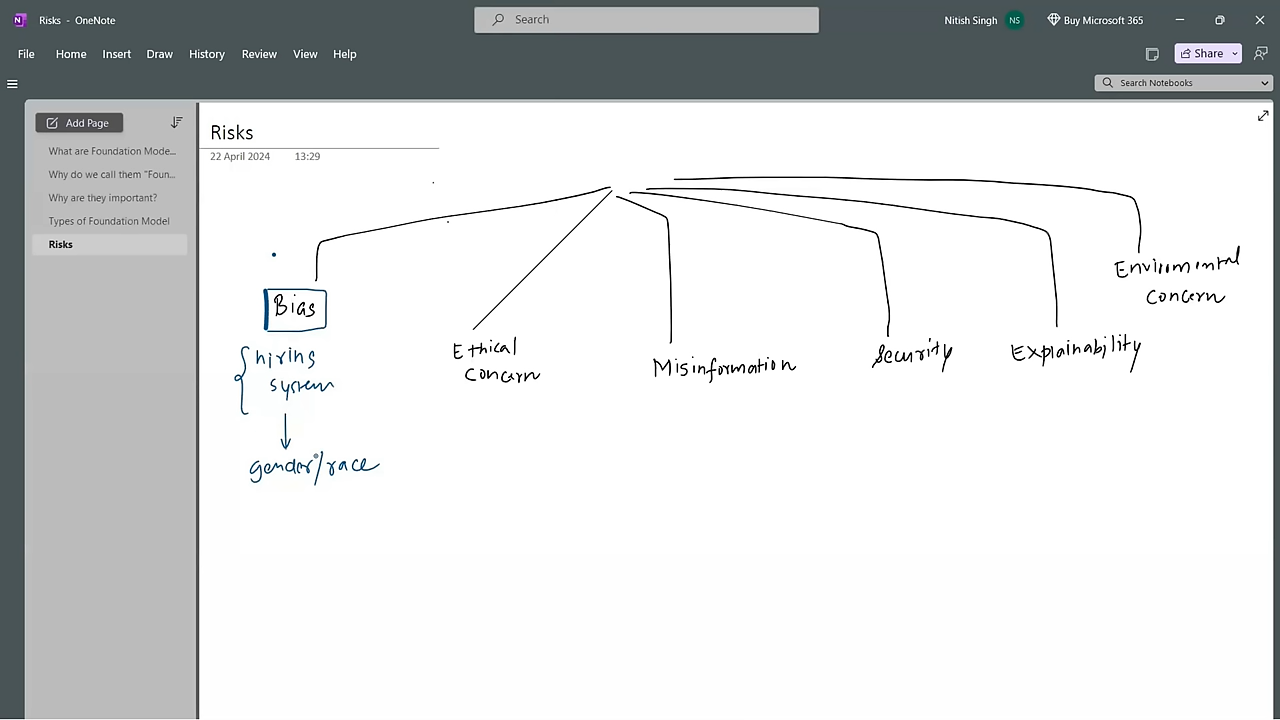 Risks - OneNote
Search
Nitish Singh NS
Buy Microsoft 365
File Home Insert Draw History Review View Help
Share
Search Notebooks
Add Page
What are Foundation Mode...
Why do we call them "Foun...
Why are they important?
Types of Foundation Model
Risks
Risks
22 April 2024 13:29
Enviromental
concern
Bias
Ethical
concern
Misinformation
Security
Explainability
hiring
system
gender/race